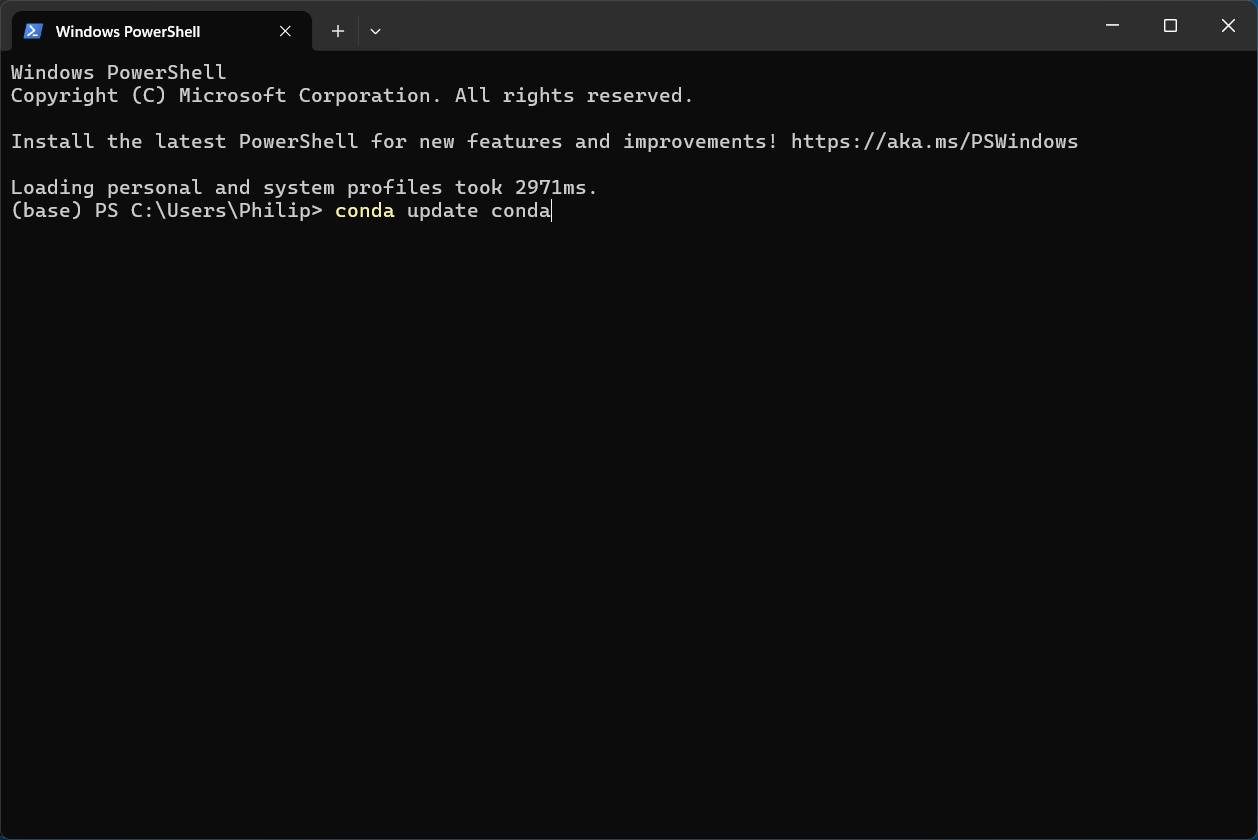 Windows PowerShell
Windows PowerShell
Copyright (C) Microsoft Corporation. All rights reserved.
Install the latest PowerShell for new features and improvements! https://aka.ms/PSWindows
Loading personal and system profiles took 2971ms.
(base) PS C:\Users\Philip> conda update conda